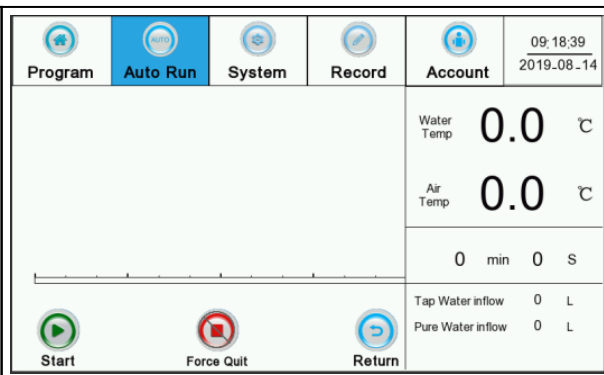 AUTO
Program Auto Run System Record Account
09:18:39
2019-08-14
Water Temp 0.0 ℃
Air Temp 0.0 ℃
0 min 0 S
Tap Water inflow 0 L
Pure Water inflow 0 L
Start Force Quit Return